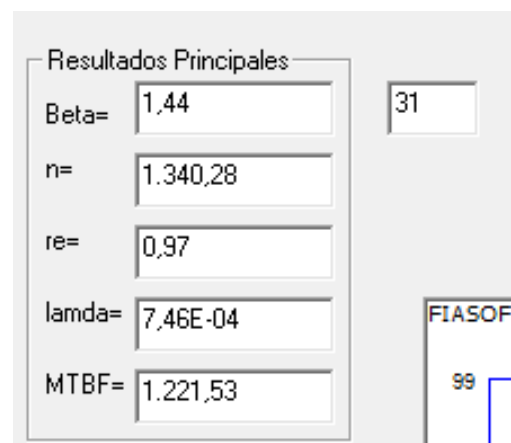 Resultados Principales
Beta= 1,44 31
n= 1.340,28
re= 0,97
lamda= 7,46E-04
MTBF= 1.221,53
FIASOF
99